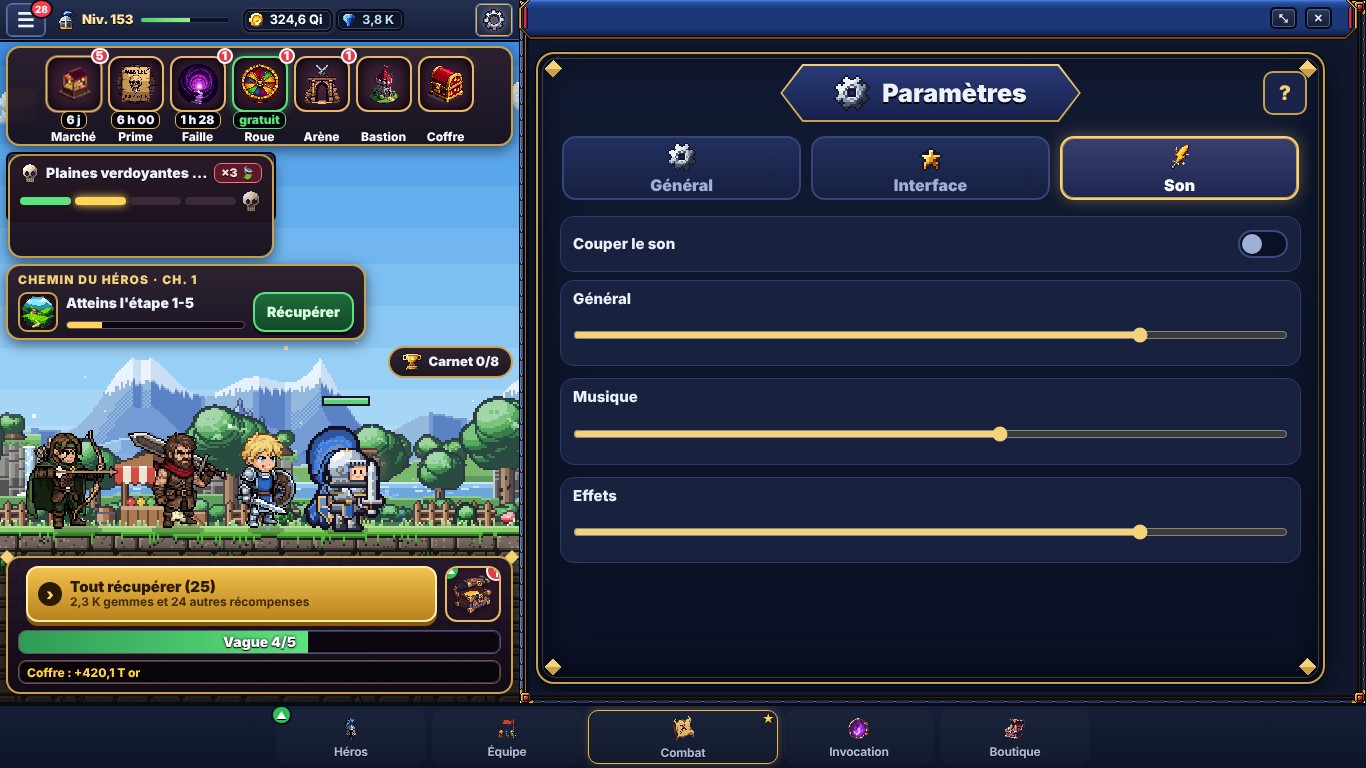 28
Niv. 153
324,6 Qi
3,8 K
5
1
1
1
6 j
6 h 00
1 h 28
gratuit
Marché
Prime
Faille
Roue
Arène
Bastion
Coffre
Plaines verdoyantes ...
×3
CHEMIN DU HÉROS · CH. 1
Atteins l'étape 1-5
Récupérer
Carnet 0/8
Tout récupérer (25)
2,3 K gemmes et 24 autres récompenses
Vague 4/5
Coffre : +420,1 T or
Paramètres
?
Général
Interface
Son
Couper le son
Général
Musique
Effets
Héros
Équipe
Combat
Invocation
Boutique